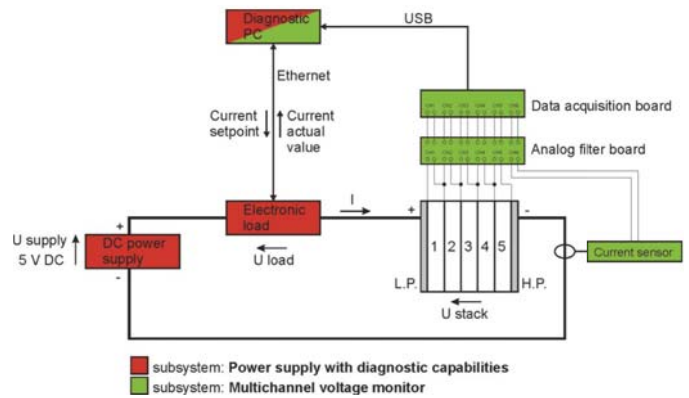 Diagnostic
PC
USB
Ethernet
Current
setpoint
Current
actual
value
Data acquisition board
Analog filter board
I
+
Electronic
load
+
-
U supply
5 V DC
DC power
supply
-
U load
1
2
3
4
5
Current sensor
L.P.
H.P.
U stack
subsystem: Power supply with diagnostic capabilities
subsystem: Multichannel voltage monitor